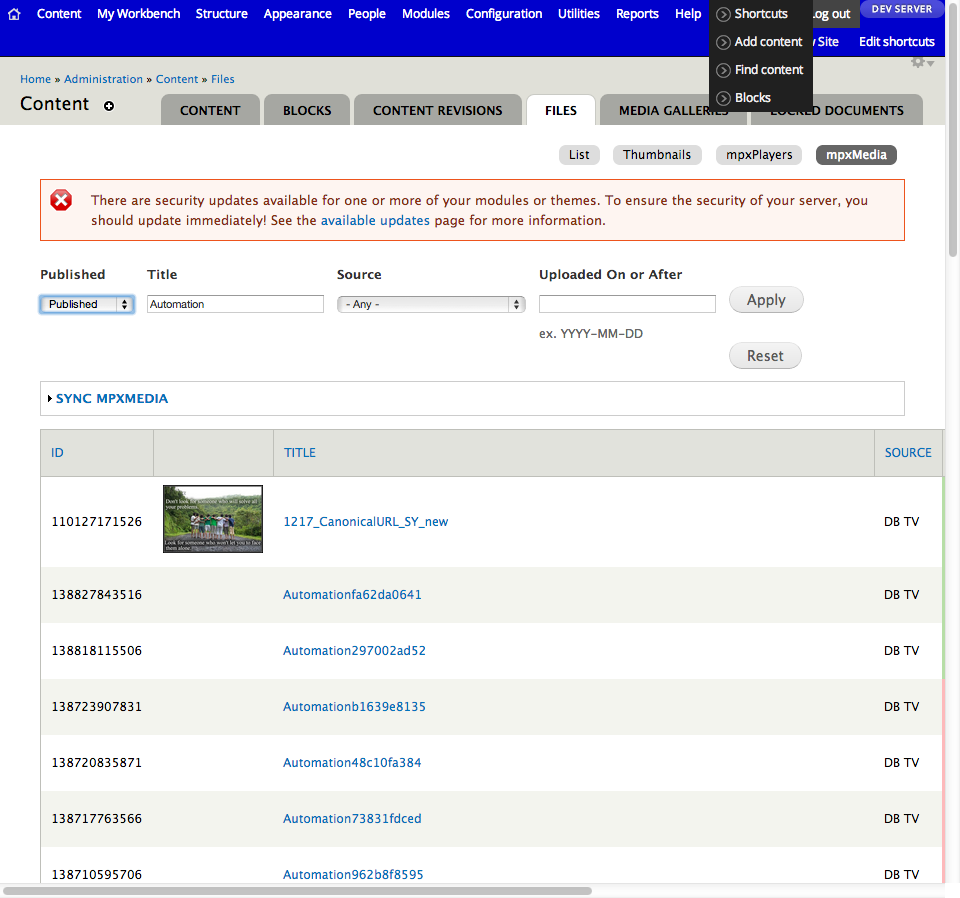 Content My Workbench Structure Appearance People Modules Configuration Utilities Reports Help Shortcuts Log out DEV SERVER
Add content Site Edit shortcuts
Find content
Blocks
Home » Administration » Content » Files
Content
CONTENT BLOCKS CONTENT REVISIONS FILES MEDIA GALLERIES LOCKED DOCUMENTS
List Thumbnails mpxPlayers mpxMedia
There are security updates available for one or more of your modules or themes. To ensure the security of your server, you
should update immediately! See the available updates page for more information.
Published Title Source Uploaded On or After
Published Automation - Any - Apply
ex. YYYY-MM-DD
Reset
SYNC MPXMEDIA
ID TITLE SOURCE
Don't look for someone who will solve all
your problems
110127171526 1217_CanonicalURL_SY_new DB TV
Look for someone who won't let you to face
them alone.
138827843516 Automationfa62da0641 DB TV
138818115506 Automation297002ad52 DB TV
138723907831 Automationb1639e8135 DB TV
138720835871 Automation48c10fa384 DB TV
138717763566 Automation73831fdced DB TV
138710595706 Automation962b8f8595 DB TV